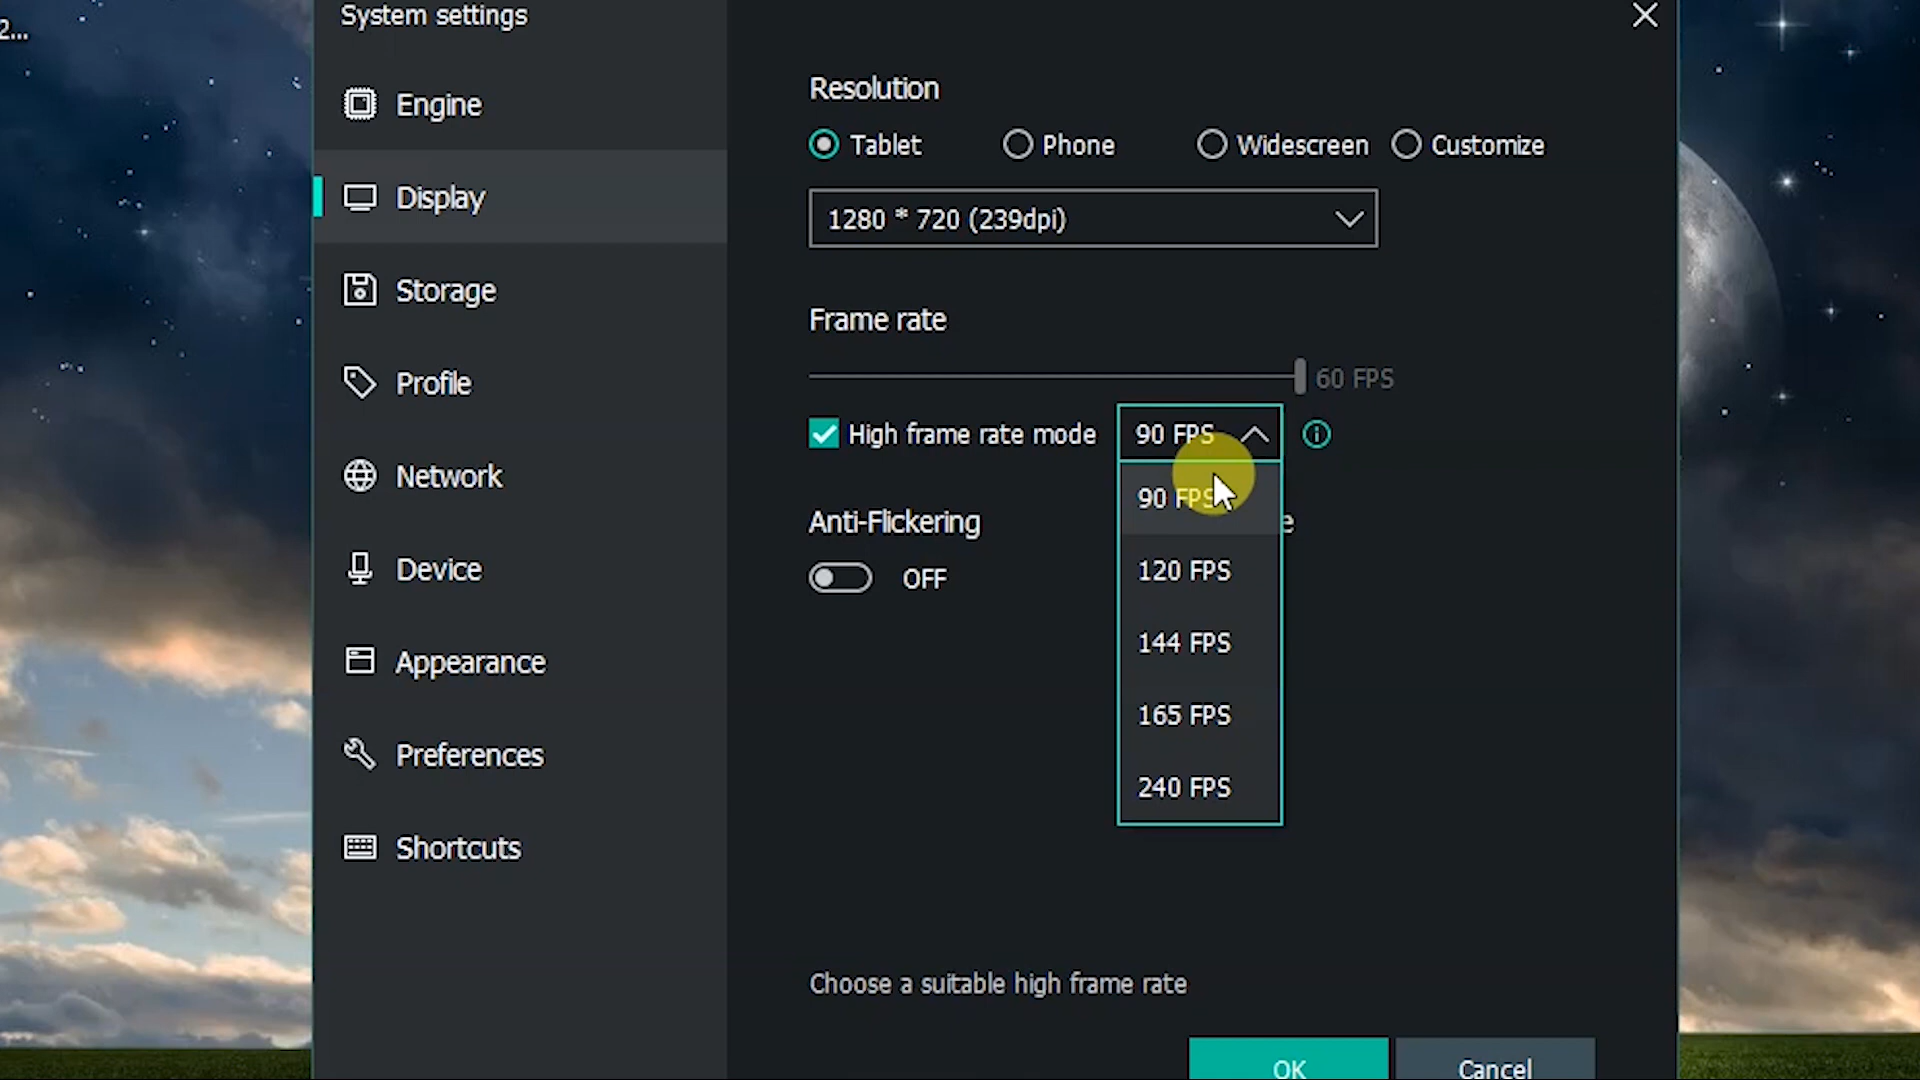 2...
System settings
Engine
Display
Storage
Profile
Network
Device
Appearance
Preferences
Shortcuts
Resolution
Tablet Phone Widescreen Customize
1280 * 720 (239dpi)
Frame rate
60 FPS
High frame rate mode 90 FPS
90 FPS
120 FPS
144 FPS
165 FPS
240 FPS
Anti-Flickering e
OFF
Choose a suitable high frame rate
OK Cancel